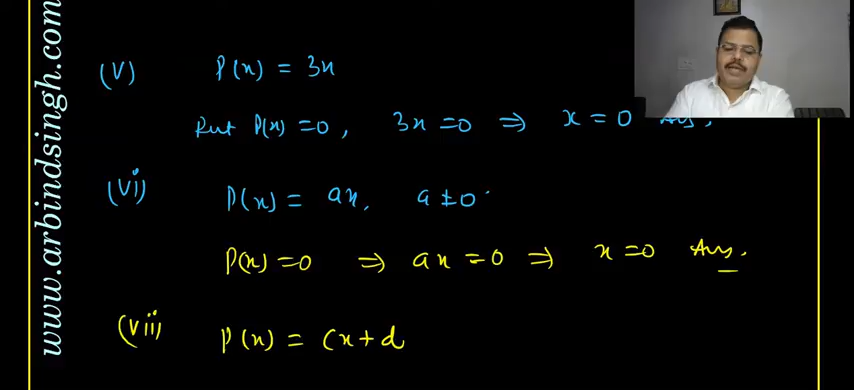 www.arbindsingh.com
(V) P(x) = 3x
Put P(x) = 0, 3x = 0 ⇒ x = 0 Ans.
(Vi) P(x) = ax, a ≠ 0.
P(x) = 0 ⇒ ax = 0 ⇒ x = 0 Ans.
(Vii) P(x) = cx + d